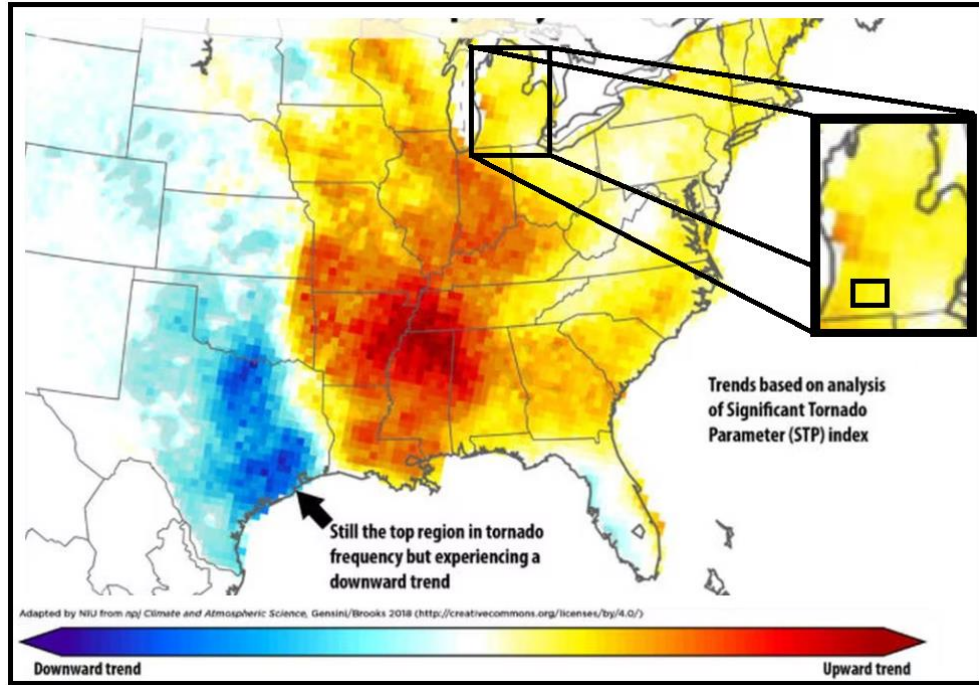 Trends based on analysis
of Significant Tornado
Parameter (STP) index
Still the top region in tornado
frequency but experiencing a
downward trend
Adapted by NIU from npj Climate and Atmospheric Science, Gensini/Brooks 2018 (http://creativecommons.org/licenses/by/4.0/)
Downward trend
Upward trend